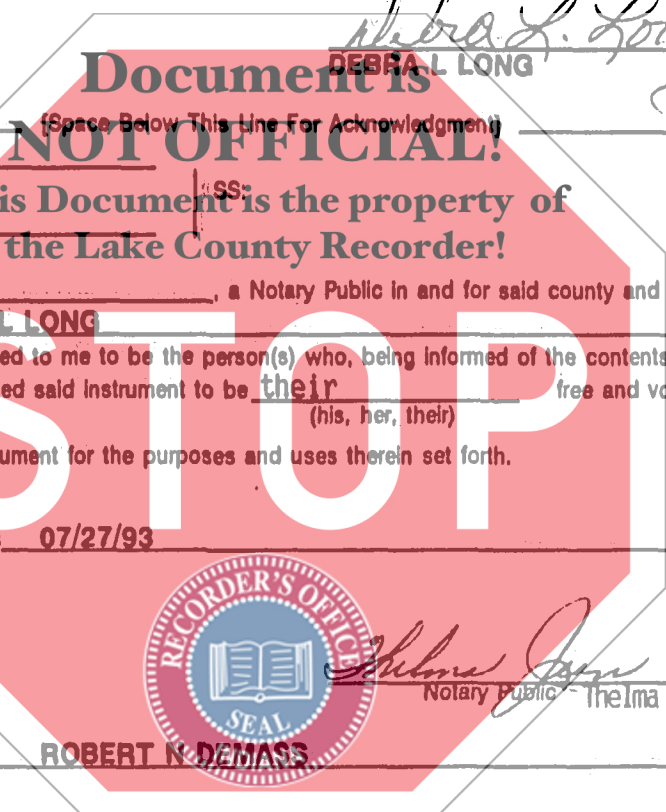 Debra L. Lo
DEBRA L LONG
Document is
(Space Below This Line For Acknowledgment)
NOT OFFICIAL!
SS:
is Document is the property of
the Lake County Recorder!
, a Notary Public in and for said county and
L LONG
STOP
ed to me to be the person(s) who, being informed of the contents
ed said instrument to be their free and vo
(his, her, their)
ument for the purposes and uses therein set forth.
07/27/93
RECORDER'S OFFICE
SEAL
INDIANA
Thelma
Notary Public Thelma
ROBERT N DEMASS